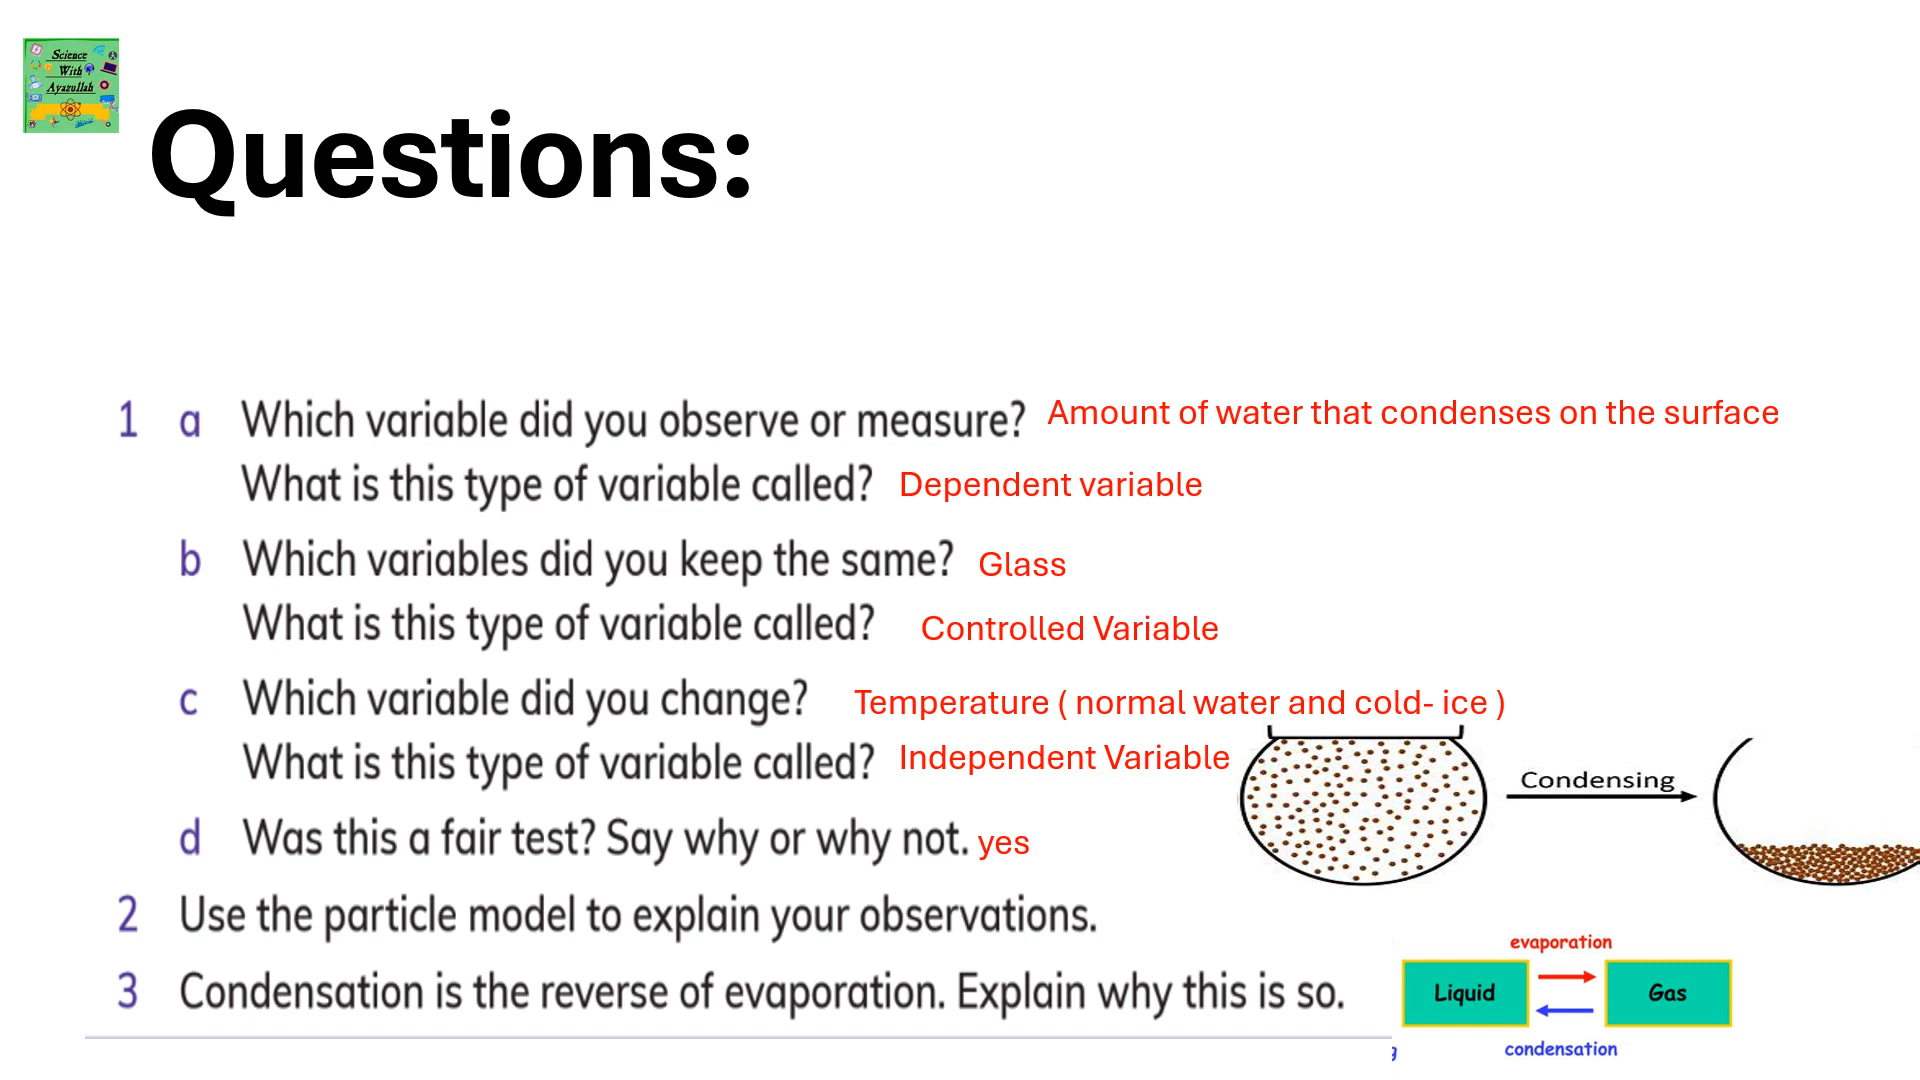 Science
With
Ayazullah
Questions:
1 a Which variable did you observe or measure? Amount of water that condenses on the surface
What is this type of variable called? Dependent variable
b Which variables did you keep the same? Glass
What is this type of variable called? Controlled Variable
c Which variable did you change? Temperature ( normal water and cold- ice )
What is this type of variable called? Independent Variable
Condensing
d Was this a fair test? Say why or why not. yes
2 Use the particle model to explain your observations.
evaporation
3 Condensation is the reverse of evaporation. Explain why this is so.
Liquid Gas
condensation